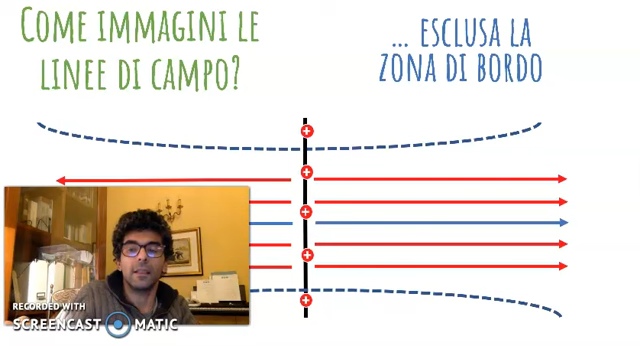 COME IMMAGINI LE
LINEE DI CAMPO?
... ESCLUSA LA
ZONA DI BORDO
+
+
+
+
+
RECORDED WITH
SCREENCAST MATIC